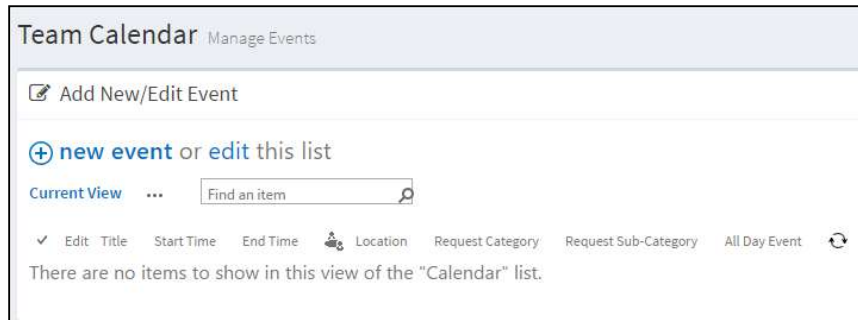 Team Calendar Manage Events
Add New/Edit Event
new event or edit this list
Current View ... Find an item
Edit Title Start Time End Time Location Request Category Request Sub-Category All Day Event
There are no items to show in this view of the "Calendar" list.